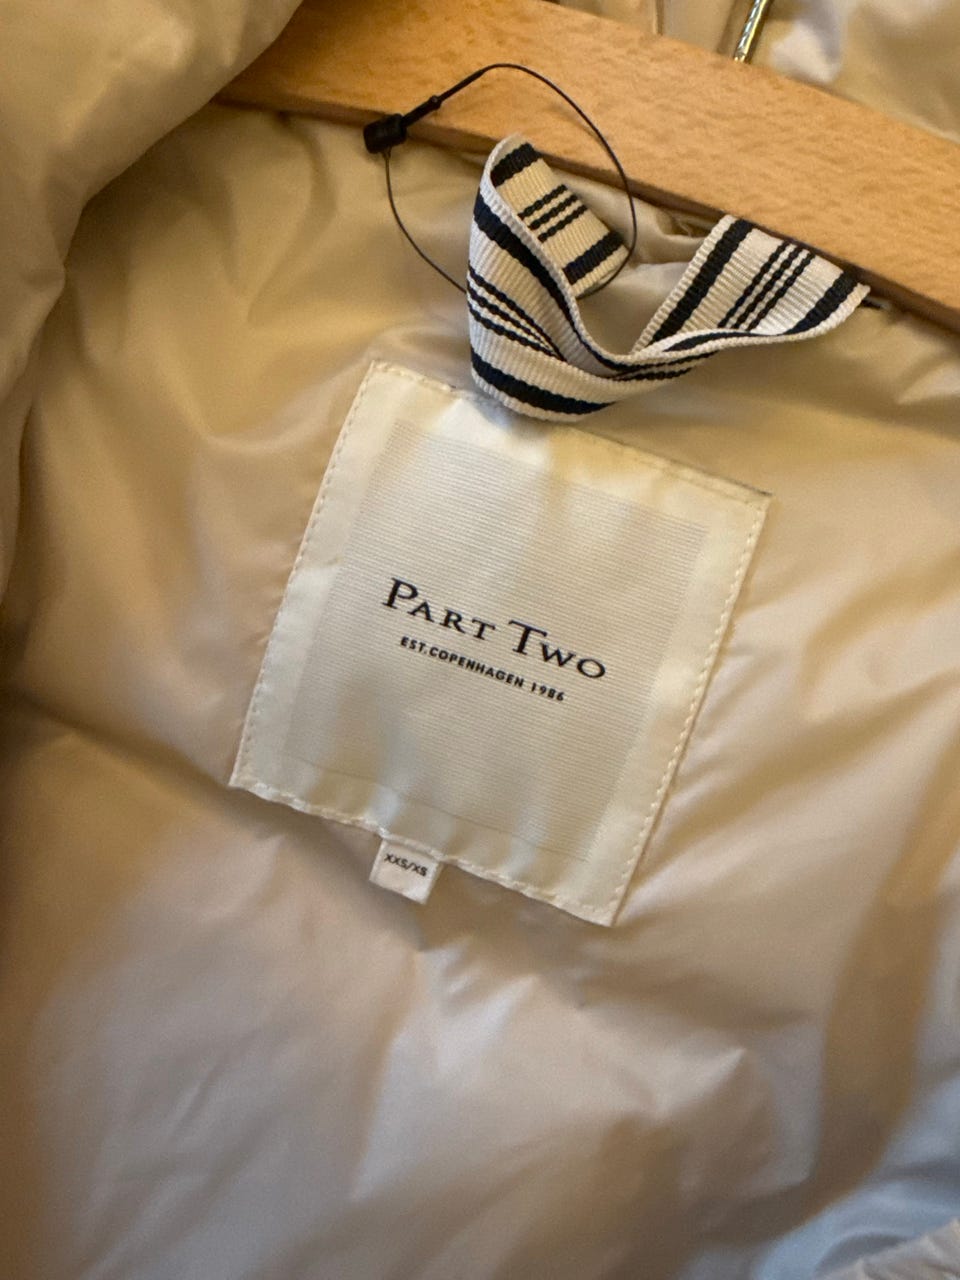 PART TWO
EST. COPENHAGEN 1986
XXS/XS